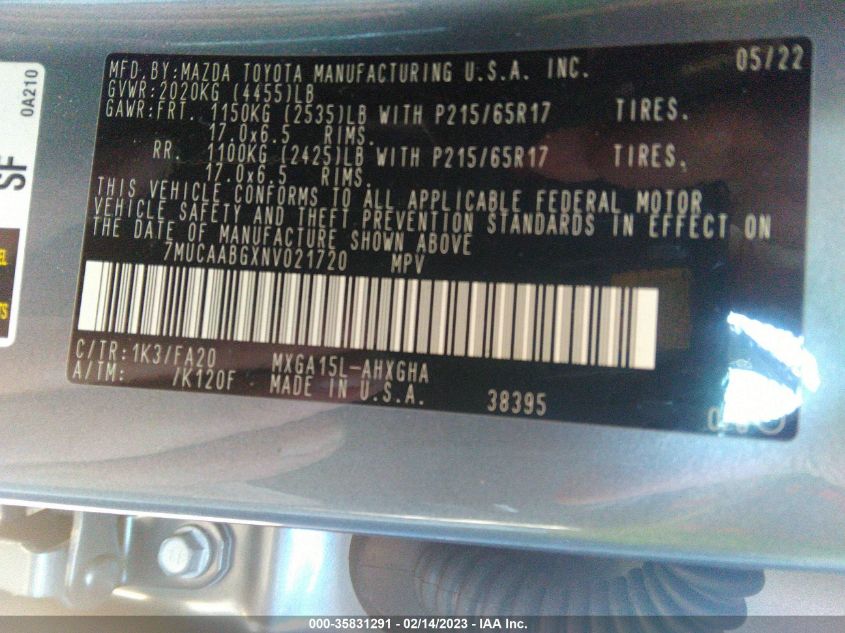 MFD.BY:MAZDA TOYOTA MANUFACTURING U.S.A. INC. 05/22
GVWR:2020KG (4455)LB
GAWR:FRT. 1150KG (2535)LB WITH P215/65R17 TIRES.
17.0x6.5 RIMS.
RR. 1100KG (2425)LB WITH P215/65R17 TIRES.
17.0x6.5 RIMS.
THIS VEHICLE CONFORMS TO ALL APPLICABLE FEDERAL MOTOR
VEHICLE SAFETY AND THEFT PREVENTION STANDARDS IN EFFECT ON
THE DATE OF MANUFACTURE SHOWN ABOVE
7MUCAABGXNV021720 MPV
C/TR:1K3/FA20 MXGA15L-AHXGHA
A/TM: /K120F MADE IN U.S.A. 38395
0A210
SF
000-35831291 - 02/14/2023 - IAA Inc.